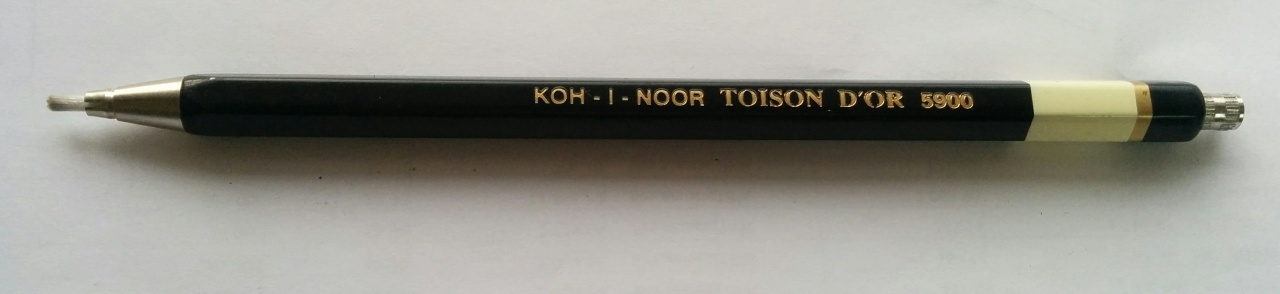 KOH-I-NOOR TOISON D'OR 5900